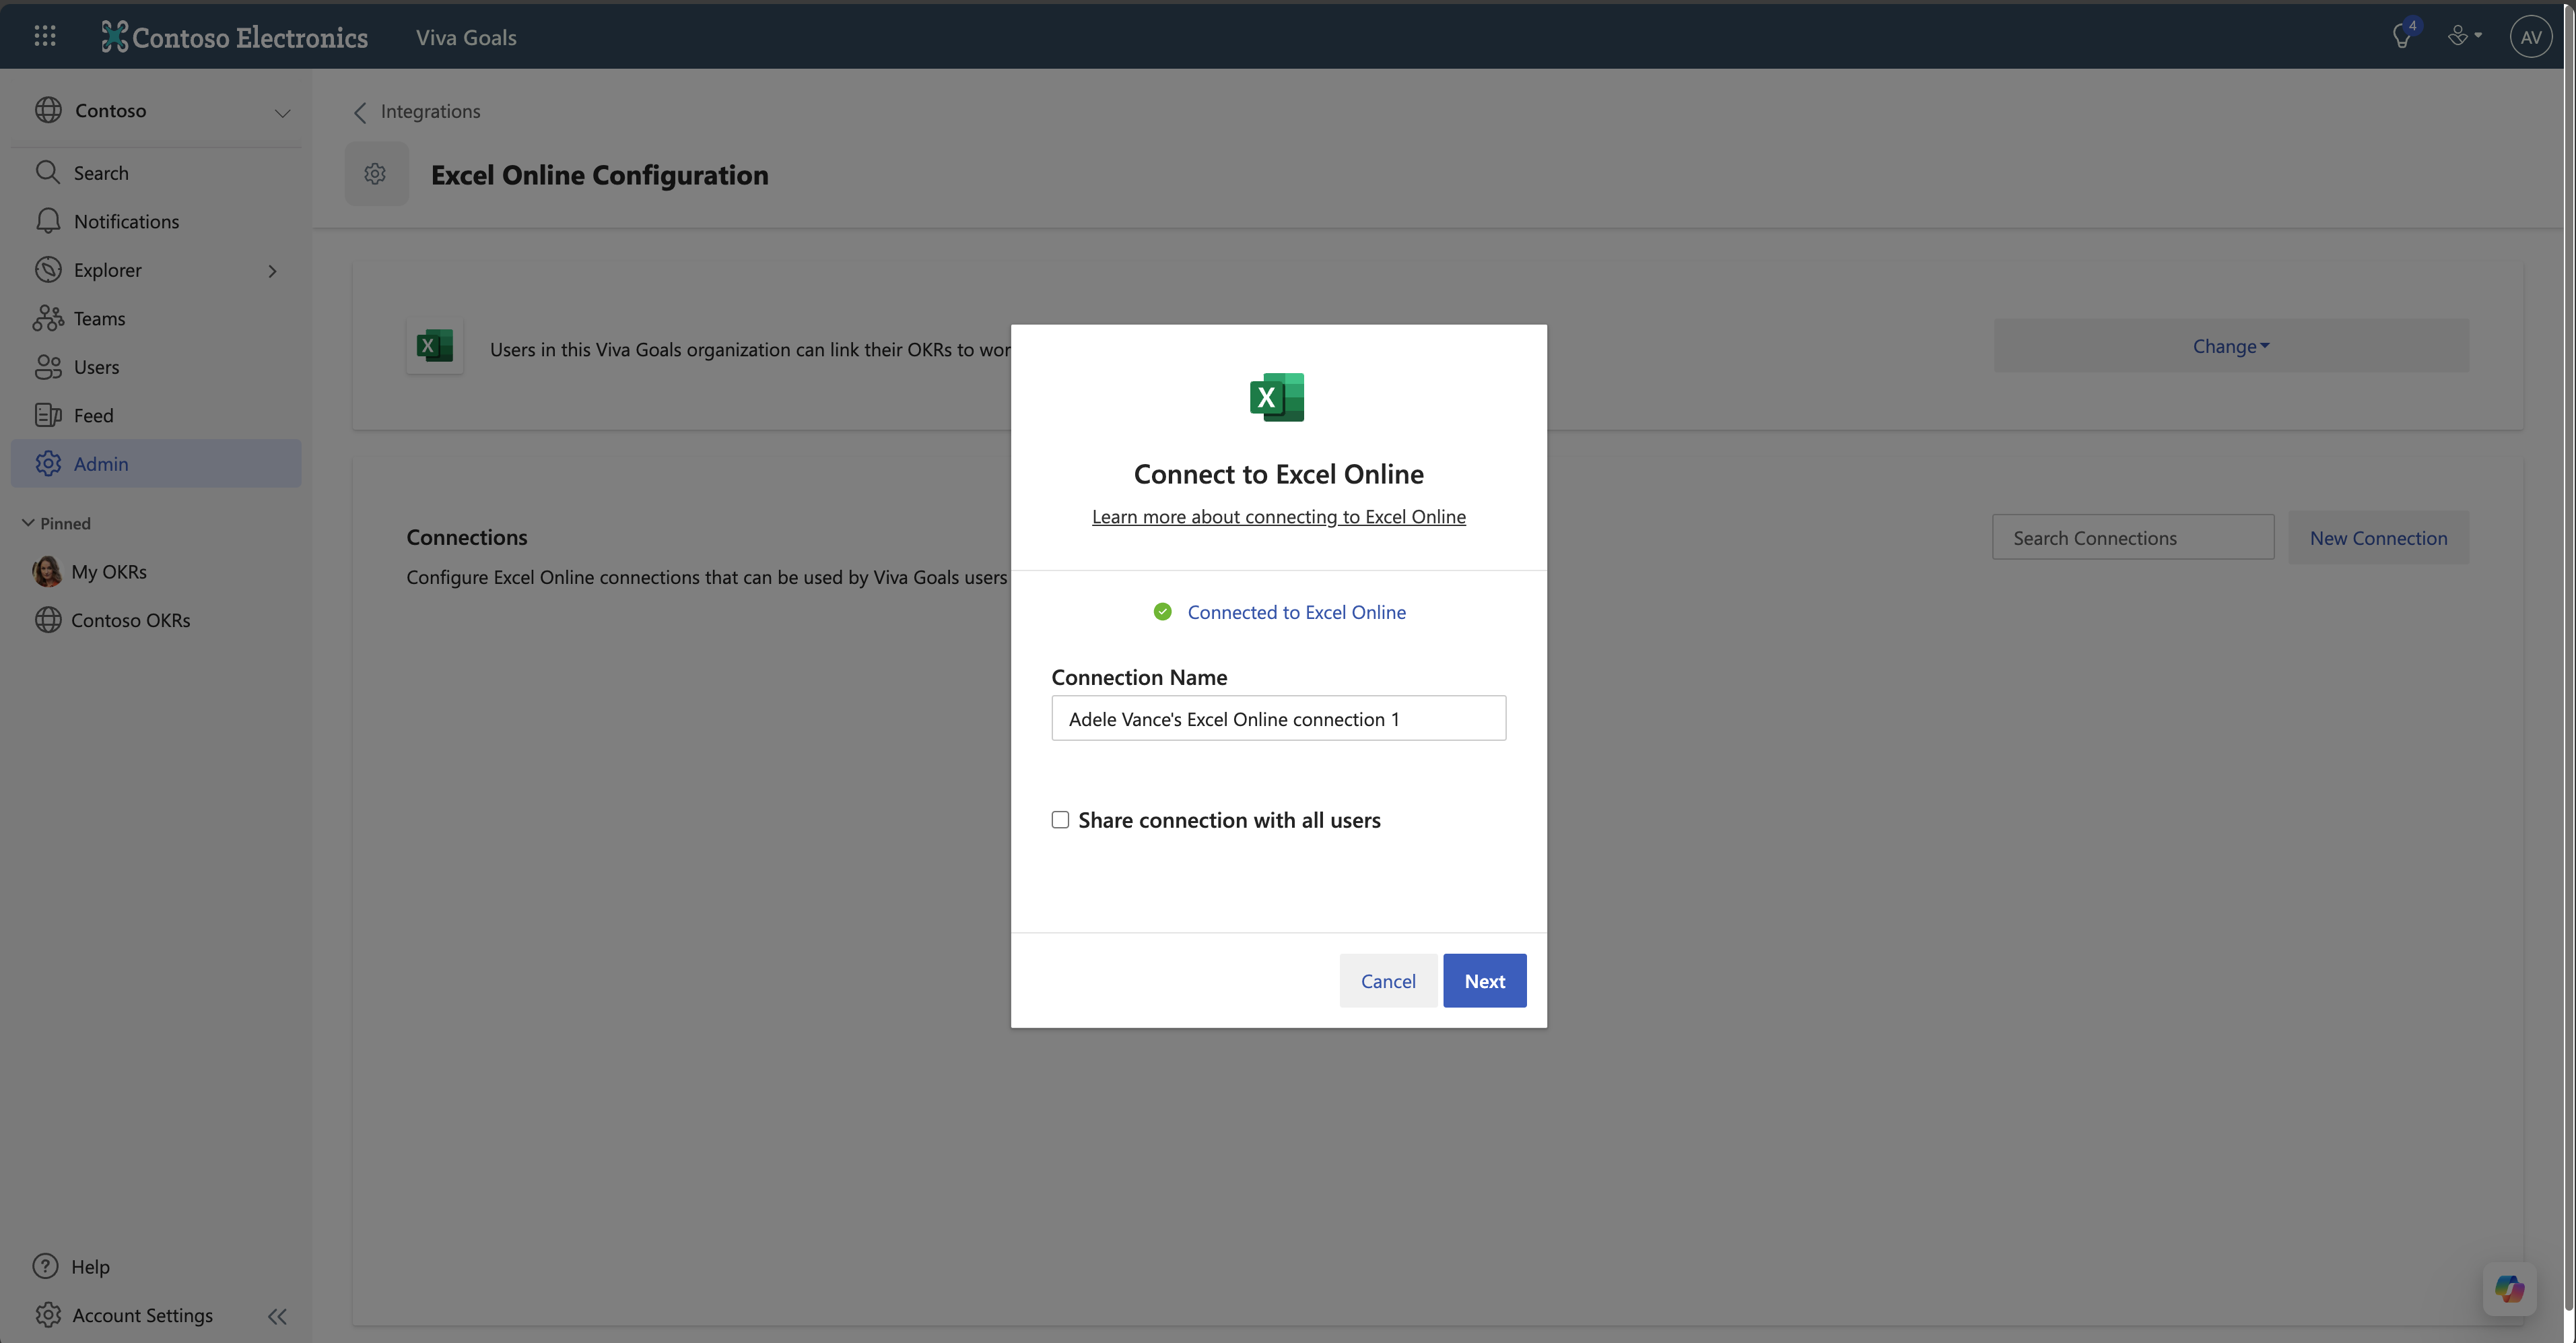 Contoso Electronics
Viva Goals
4
AV
Contoso
Search
Notifications
Explorer
Teams
Users
Feed
Admin
Pinned
My OKRs
Contoso OKRs
Help
Account Settings
Integrations
Excel Online Configuration
Users in this Viva Goals organization can link their OKRs to
Change
Connections
Configure Excel Online connections that can be used by Viva Goals users
Search Connections
New Connection
X
Connect to Excel Online
Learn more about connecting to Excel Online
Connected to Excel Online
Connection Name
Adele Vance's Excel Online connection 1
Share connection with all users
Cancel
Next